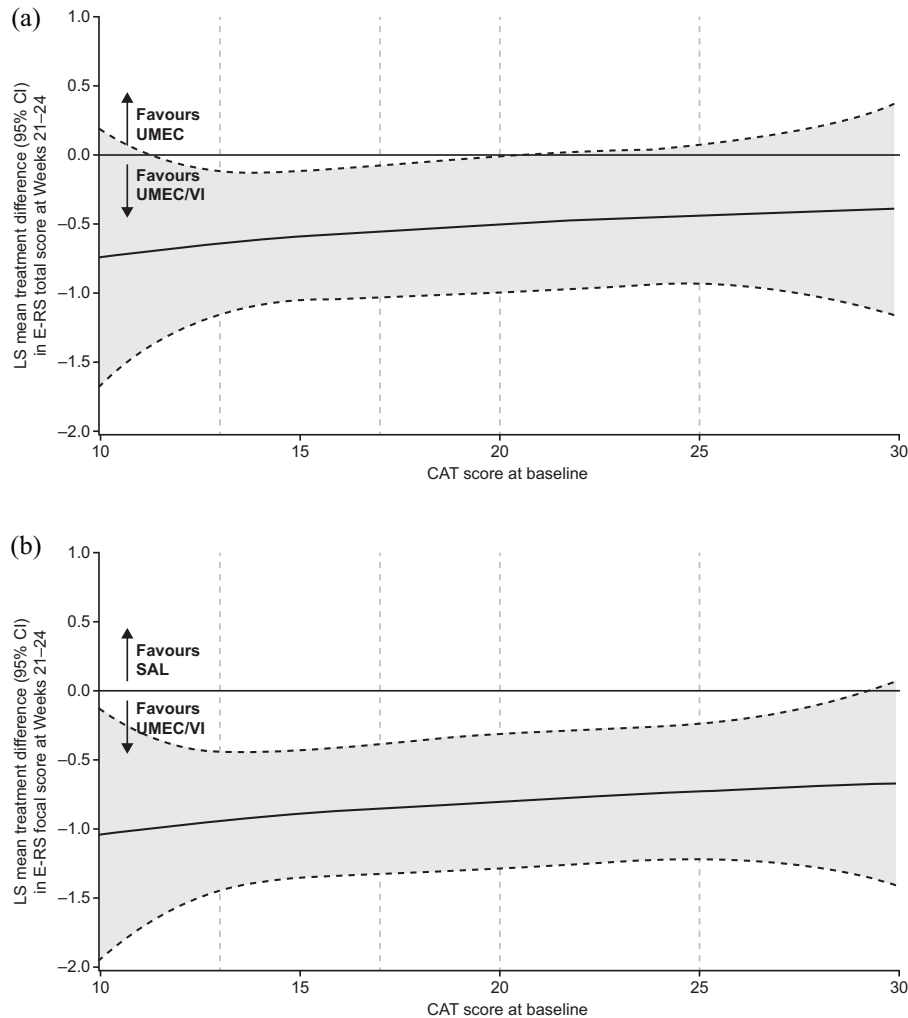 (a)
LS mean treatment difference (95% CI)
in E-RS total score at Weeks 21–24
1.0
0.5
0.0
–0.5
–1.0
–1.5
–2.0
Favours
UMEC
Favours
UMEC/VI
10
15
20
25
30
CAT score at baseline
(b)
LS mean treatment difference (95% CI)
in E-RS focal score at Weeks 21–24
1.0
0.5
0.0
–0.5
–1.0
–1.5
–2.0
Favours
SAL
Favours
UMEC/VI
10
15
20
25
30
CAT score at baseline